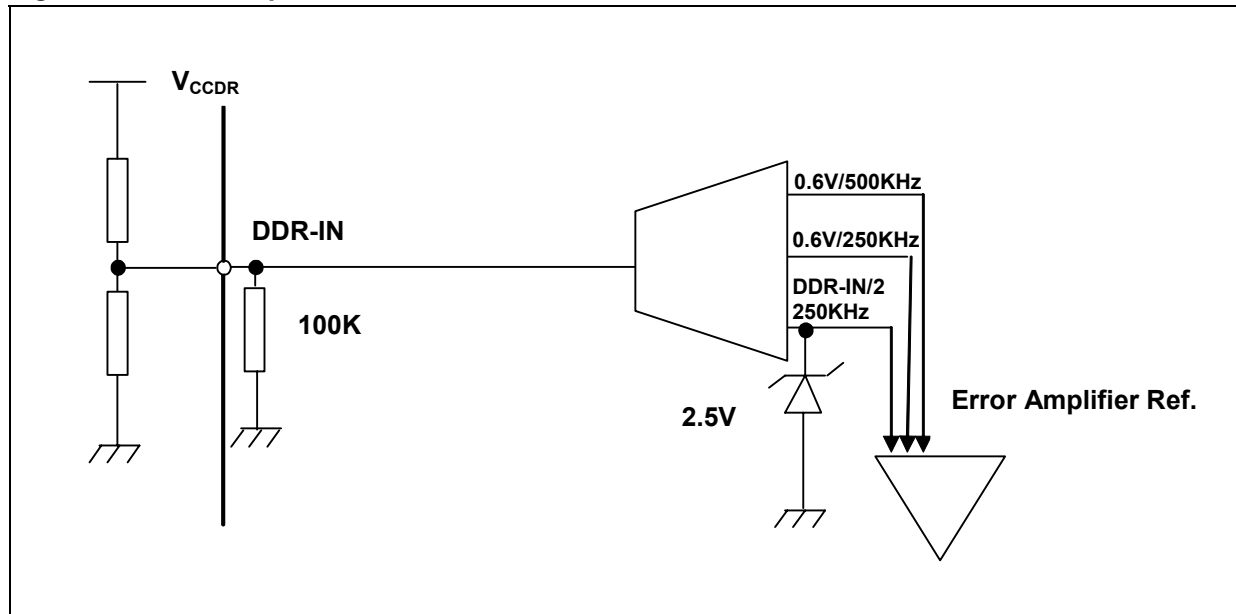 VCCDR
0.6V/500KHz
DDR-IN
0.6V/250KHz
DDR-IN/2
250KHz
100K
2.5V
Error Amplifier Ref.